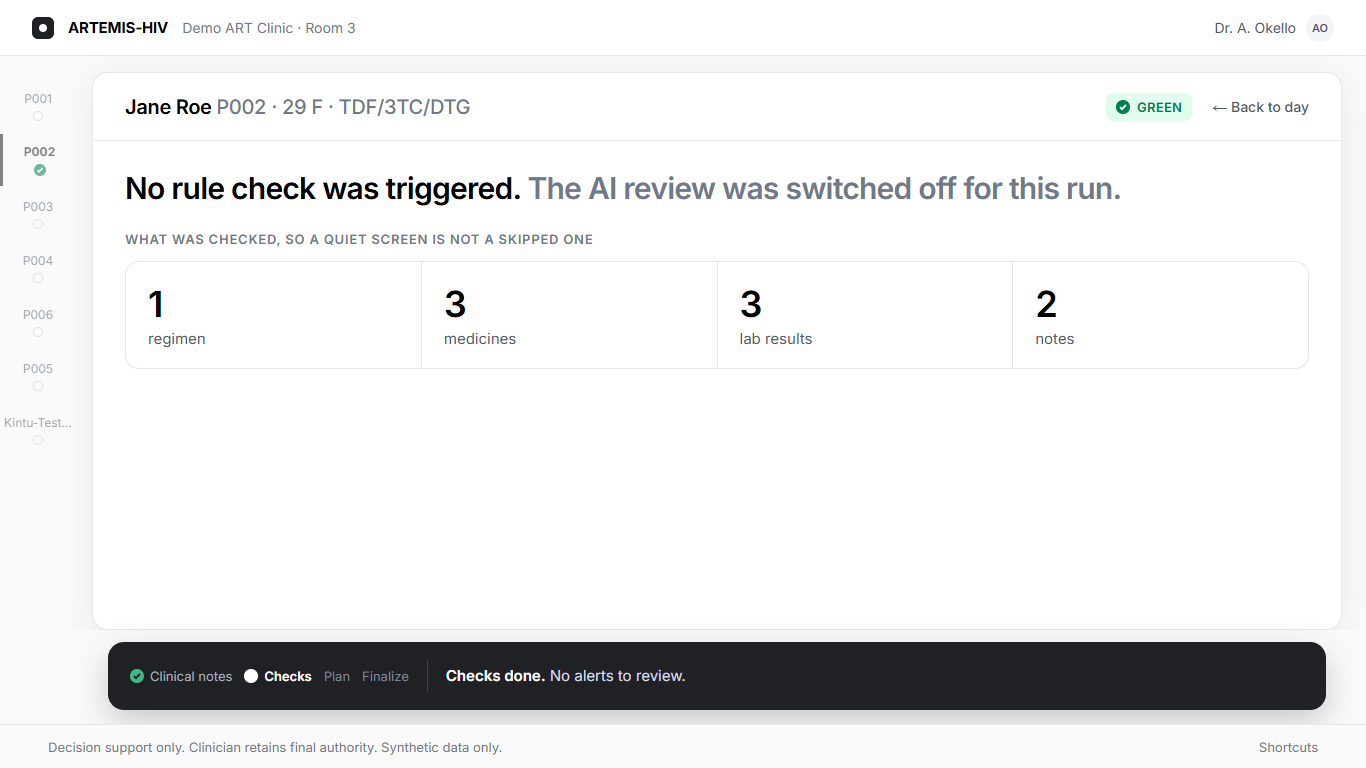 ARTEMIS-HIV Demo ART Clinic · Room 3
Dr. A. Okello AO
P001
P002
P003
P004
P006
P005
Kintu-Test...
Jane Roe P002 · 29 F · TDF/3TC/DTG
GREEN ← Back to day
No rule check was triggered. The AI review was switched off for this run.
WHAT WAS CHECKED, SO A QUIET SCREEN IS NOT A SKIPPED ONE
1
regimen
3
medicines
3
lab results
2
notes
Clinical notes Checks Plan Finalize Checks done. No alerts to review.
Decision support only. Clinician retains final authority. Synthetic data only.
Shortcuts